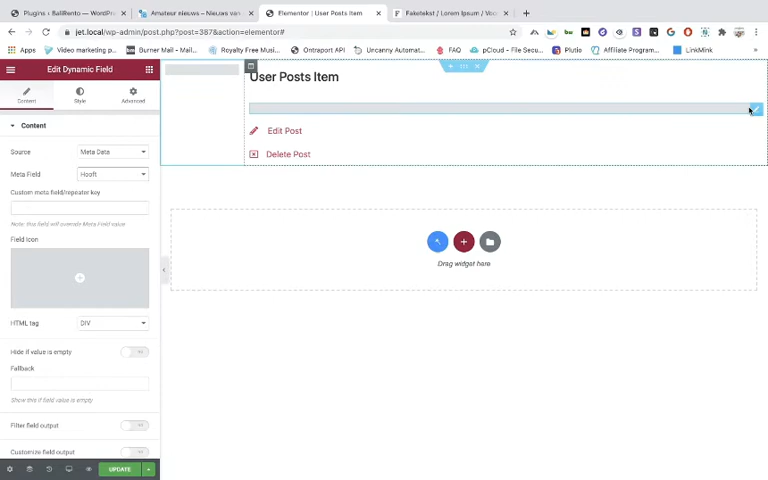 Plugins ‹ BaliRento — WordPr
Amateur nieuws – Nieuws van
Elementor | User Posts Item
Faketekst / Lorem Ipsum / Voo
jet.local/wp-admin/post.php?post=387&action=elementor#
Apps
Video marketing p...
Burner Mail - Mail...
Royalty Free Musi...
Ontraport API
Uncanny Automat...
FAQ
pCloud - File Secu...
Plutio
Affiliate Program...
LinkMink
Edit Dynamic Field
Content
Style
Advanced
Content
Source
Meta Data
Meta Field
Hooft
Custom meta field/repeater key
Note: this field will override Meta Field value
Field Icon
HTML tag
DIV
Hide if value is empty
Fallback
Show this if field value is empty
Filter field output
Customize field output
UPDATE
User Posts Item
Edit Post
Delete Post
Drag widget here